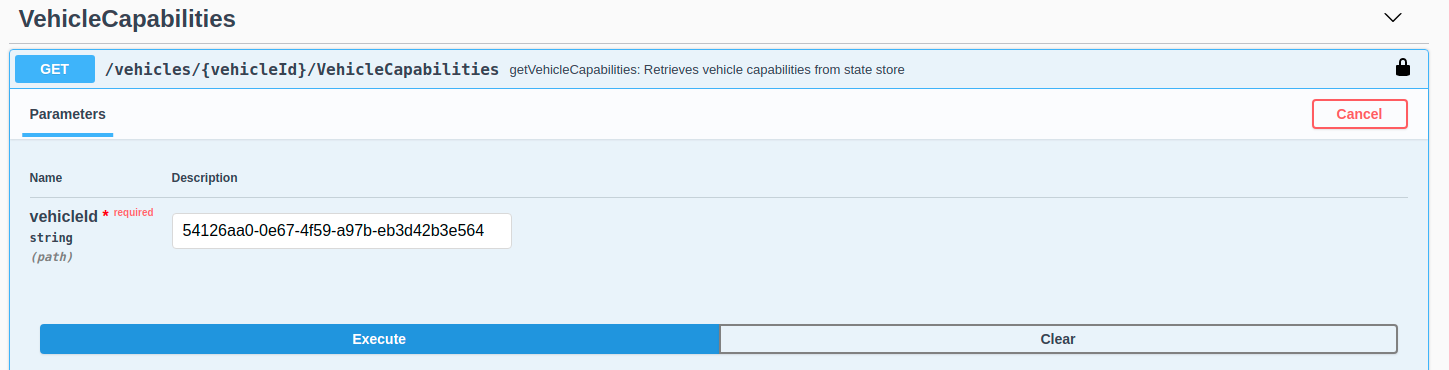 VehicleCapabilities
GET /vehicles/{vehicleId}/VehicleCapabilities getVehicleCapabilities: Retrieves vehicle capabilities from state store
Parameters Cancel
Name Description
vehicleId * required
54126aa0-0e67-4f59-a97b-eb3d42b3e564
string
(path)
Execute Clear